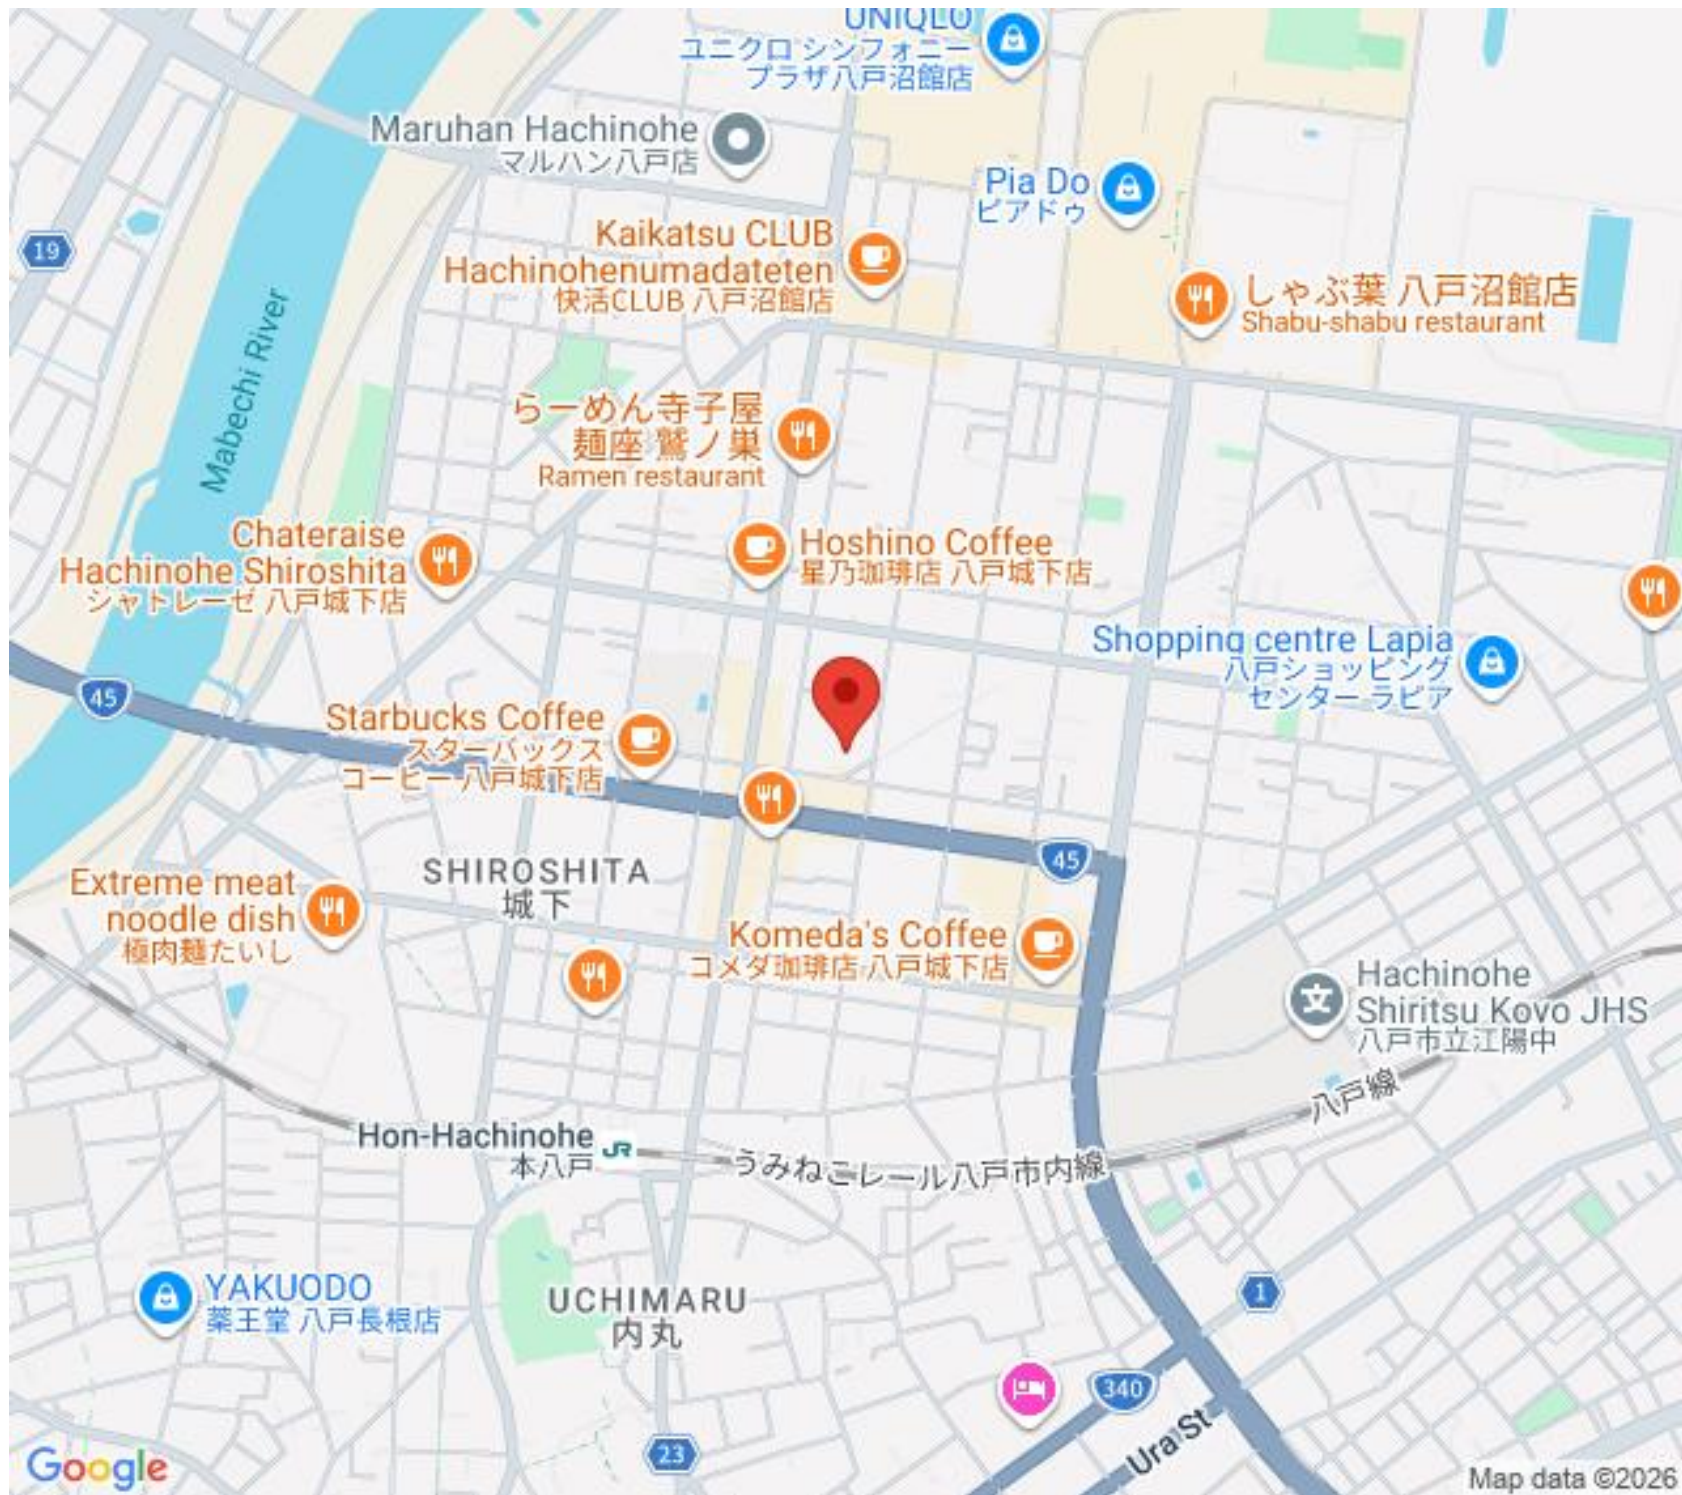 UNIQLO
ユニクロ シンフォニー
プラザ八戸沼館店
Maruhan Hachinohe
マルハン八戸店
Pia Do
ピアドゥ
19
Kaikatsu CLUB
Hachinohenumadateten
快活CLUB 八戸沼館店
しゃぶ葉 八戸沼館店
Shabu-shabu restaurant
Mabechi River
らーめん寺子屋
麺座 鷲ノ巣
Ramen restaurant
Chateraise
Hachinohe Shiroshita
シャトレーゼ 八戸城下店
Hoshino Coffee
星乃珈琲店 八戸城下店
Shopping centre Lapia
八戸ショッピング
センター ラピア
45
Starbucks Coffee
スターバックス
コーヒー 八戸城下店
45
SHIROSHITA
城下
Extreme meat
noodle dish
極肉麺たいし
Komeda's Coffee
コメダ珈琲店 八戸城下店
Hachinohe
Shiritsu Koyo JHS
八戸市立江陽中
八戸線
Hon-Hachinohe
本八戸
JR
うみねこレール八戸市内線
YAKUODO
薬王堂 八戸長根店
UCHIMARU
内丸
1
340
Ura St
23
Google
Map data ©2026